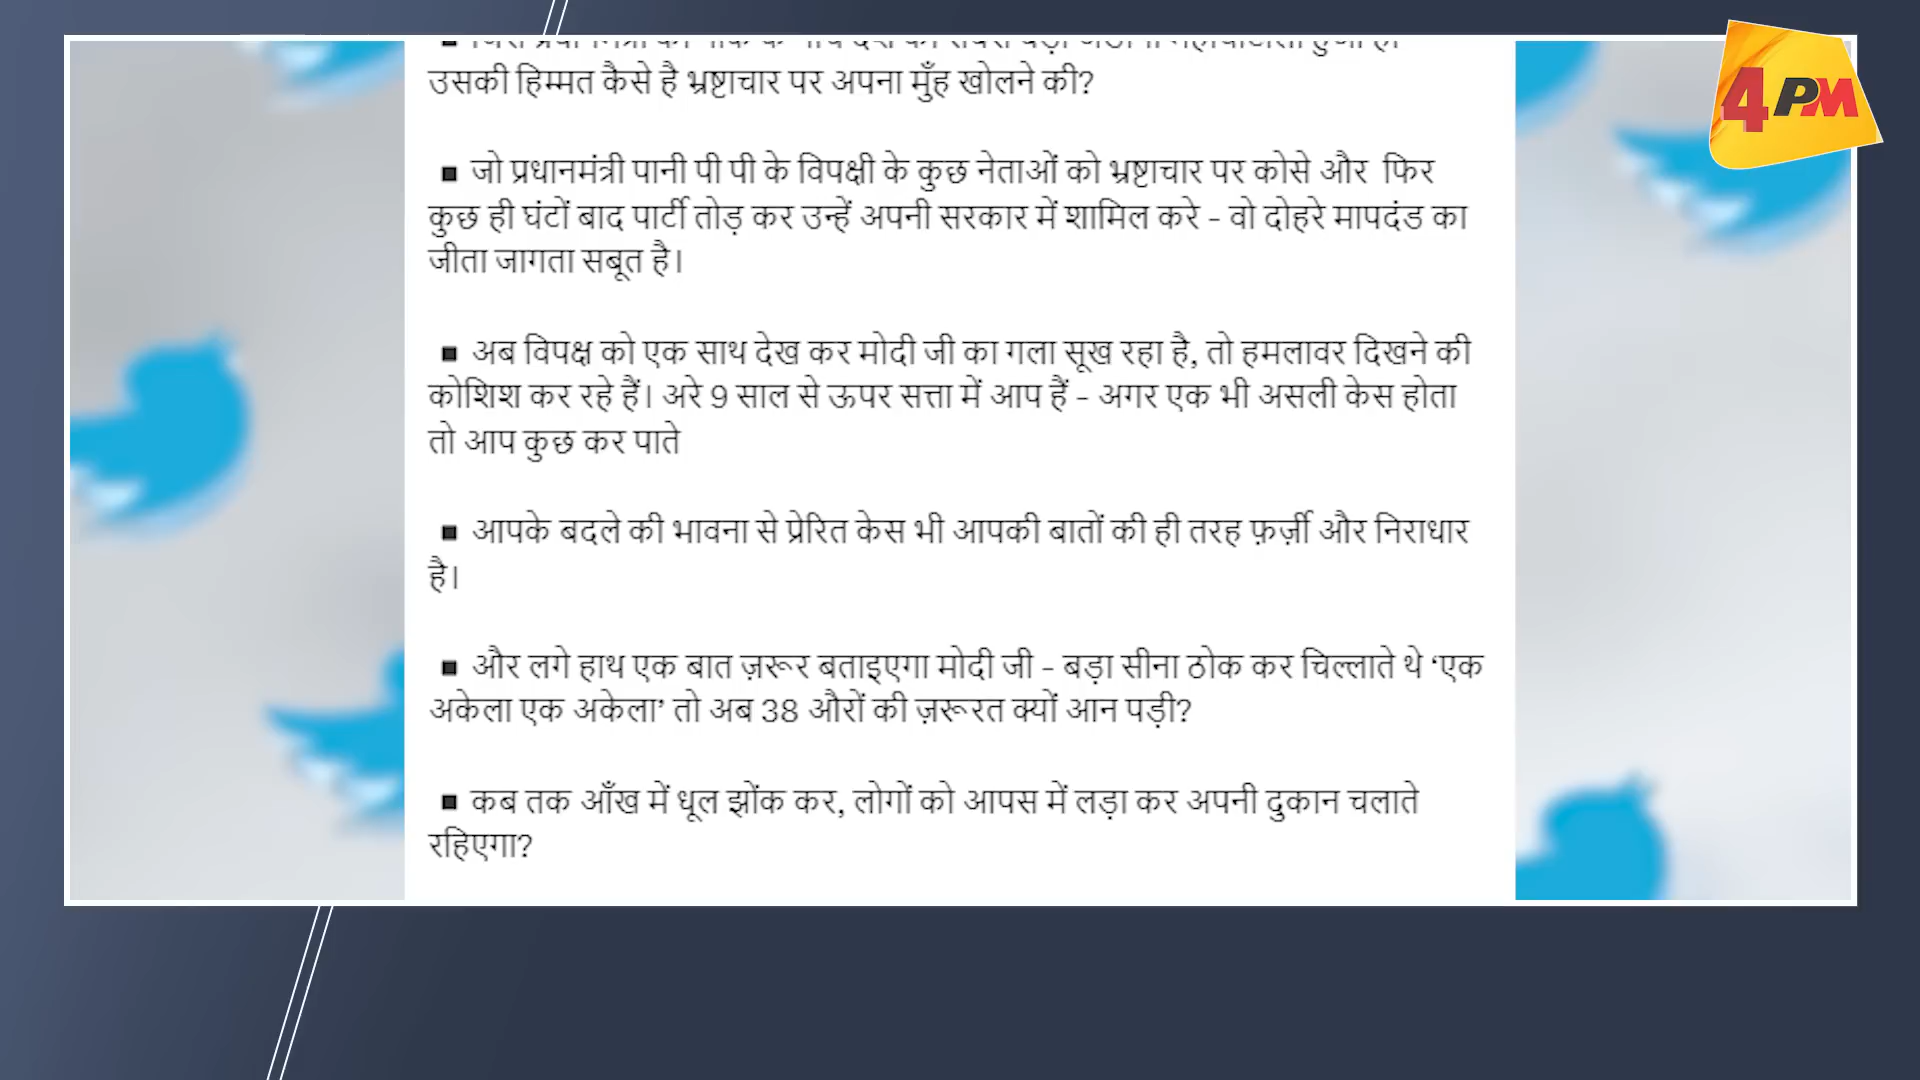 उसकी हिम्मत कैसे है भ्रष्टाचार पर अपना मुँह खोलने की?
▪ जो प्रधानमंत्री पानी पी पी के विपक्षी के कुछ नेताओं को भ्रष्टाचार पर कोसे और फिर
कुछ ही घंटों बाद पार्टी तोड़ कर उन्हें अपनी सरकार में शामिल करे - वो दोहरे मापदंड का
जीता जागता सबूत है।
▪ अब विपक्ष को एक साथ देख कर मोदी जी का गला सूख रहा है, तो हमलावर दिखने की
कोशिश कर रहे हैं। अरे 9 साल से ऊपर सत्ता में आप हैं - अगर एक भी असली केस होता
तो आप कुछ कर पाते
▪ आपके बदले की भावना से प्रेरित केस भी आपकी बातों की ही तरह फ़र्ज़ी और निराधार
है।
▪ और लगे हाथ एक बात ज़रूर बताइएगा मोदी जी - बड़ा सीना ठोक कर चिल्लाते थे ‘एक
अकेला एक अकेला’ तो अब 38 औरों की ज़रूरत क्यों आन पड़ी?
▪ कब तक आँख में धूल झोंक कर, लोगों को आपस में लड़ा कर अपनी दुकान चलाते
रहिएगा?
4PM